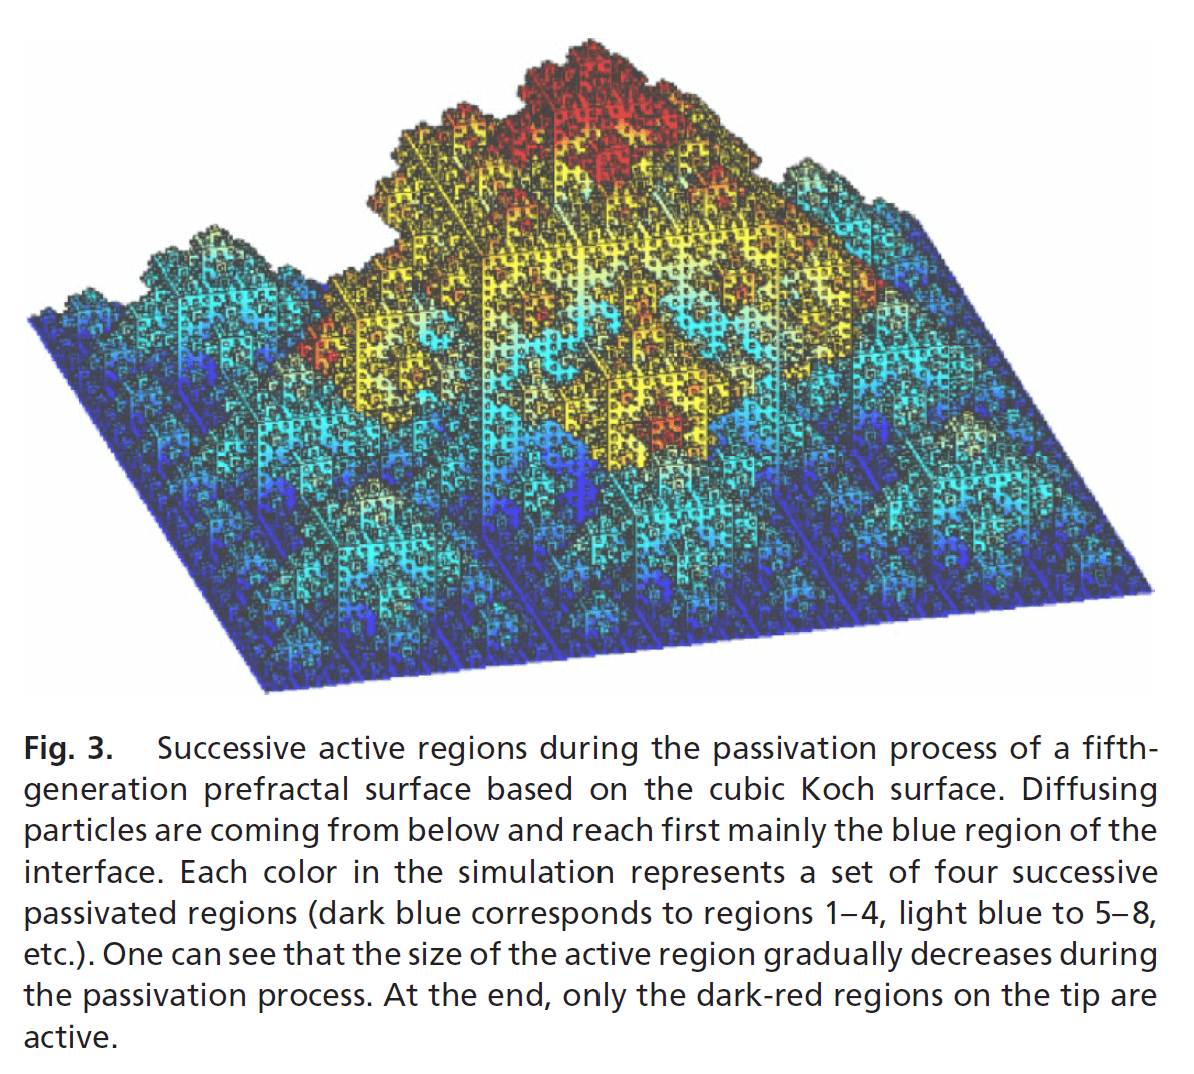 Fig. 3. Successive active regions during the passivation process of a fifth-
generation prefractal surface based on the cubic Koch surface. Diffusing
particles are coming from below and reach first mainly the blue region of the
interface. Each color in the simulation represents a set of four successive
passivated regions (dark blue corresponds to regions 1–4, light blue to 5–8,
etc.). One can see that the size of the active region gradually decreases during
the passivation process. At the end, only the dark-red regions on the tip are
active.